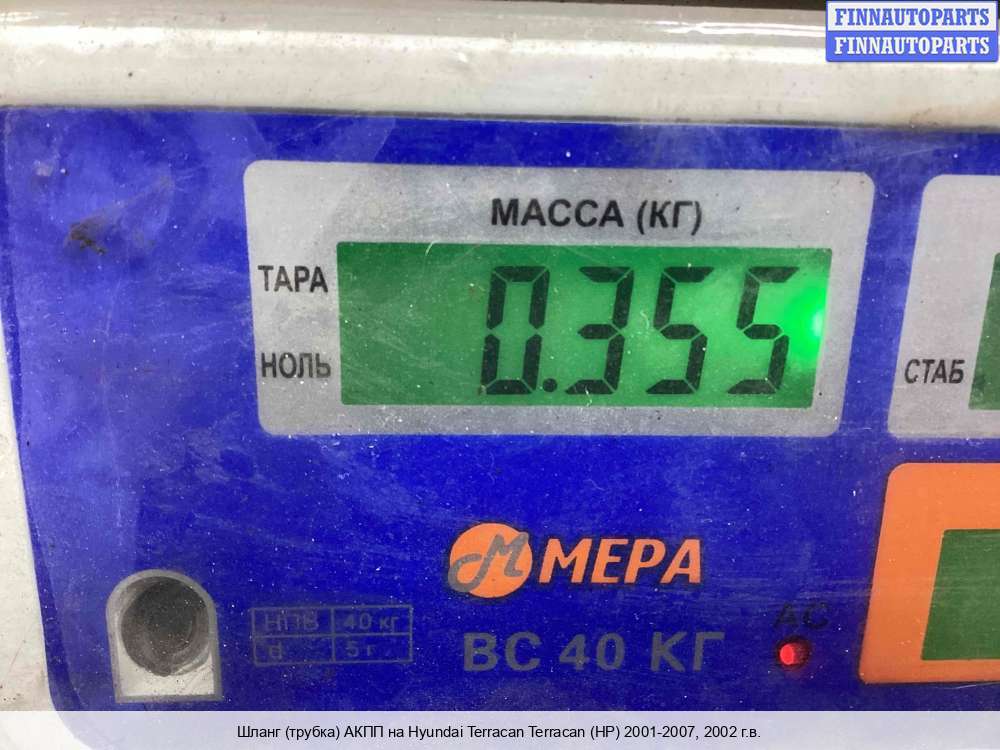 FINNAUTOPARTS
FINNAUTOPARTS
МАССА (КГ)
ТАРА
0.355
НОЛЬ
СТАБ
М МЕРА
АС
НПВ 40 кг
d 5 г
ВС 40 КГ
Шланг (трубка) АКПП на Hyundai Terracan Terracan (HP) 2001-2007, 2002 г.в.